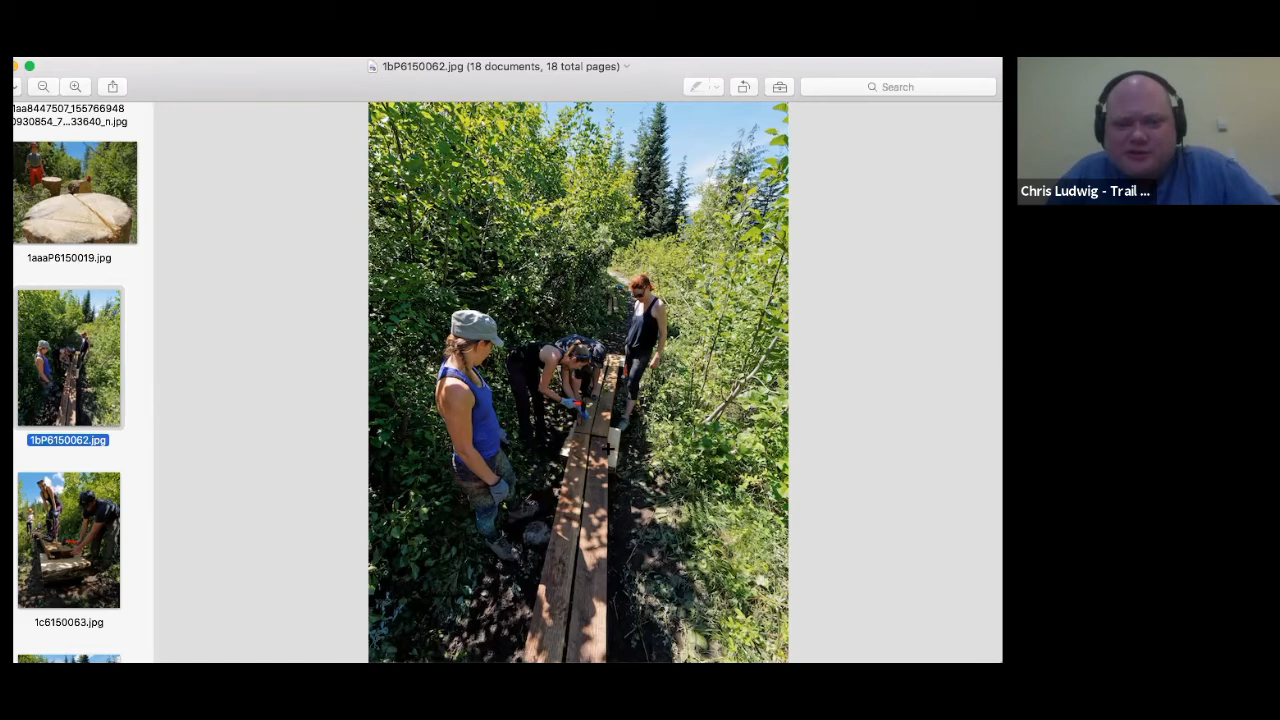 1bP6150062.jpg (18 documents, 18 total pages)
Search
1aa8447507_155766948
0930854_7...33640_n.jpg
1aaaP6150019.jpg
1bP6150062.jpg
1c6150063.jpg
Chris Ludwig - Trail ...